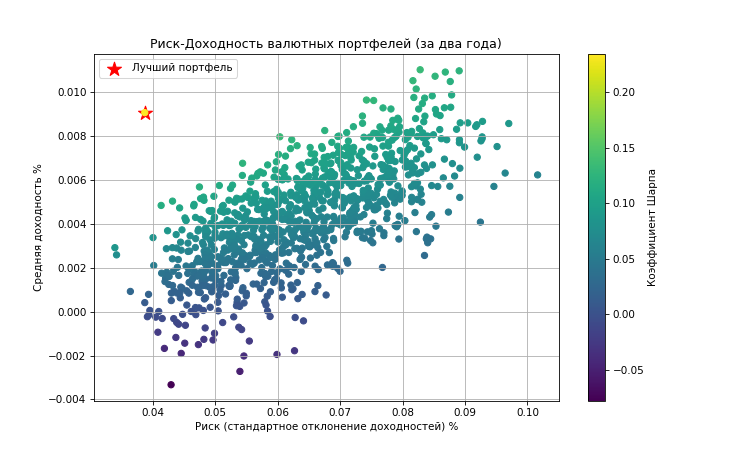 Риск-Доходность валютных портфелей (за два года)
Лучший портфель
Средняя доходность %
0.010
0.008
0.006
0.004
0.002
0.000
−0.002
−0.004
0.04 0.05 0.06 0.07 0.08 0.09 0.10
Риск (стандартное отклонение доходностей) %
0.20
0.15
0.10
0.05
0.00
−0.05
Коэффициент Шарпа